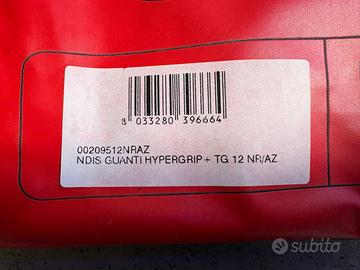 8 033280 396664
00209512NRAZ
NDIS GUANTI HYPERGRIP+ TG 12 NR/AZ
subito